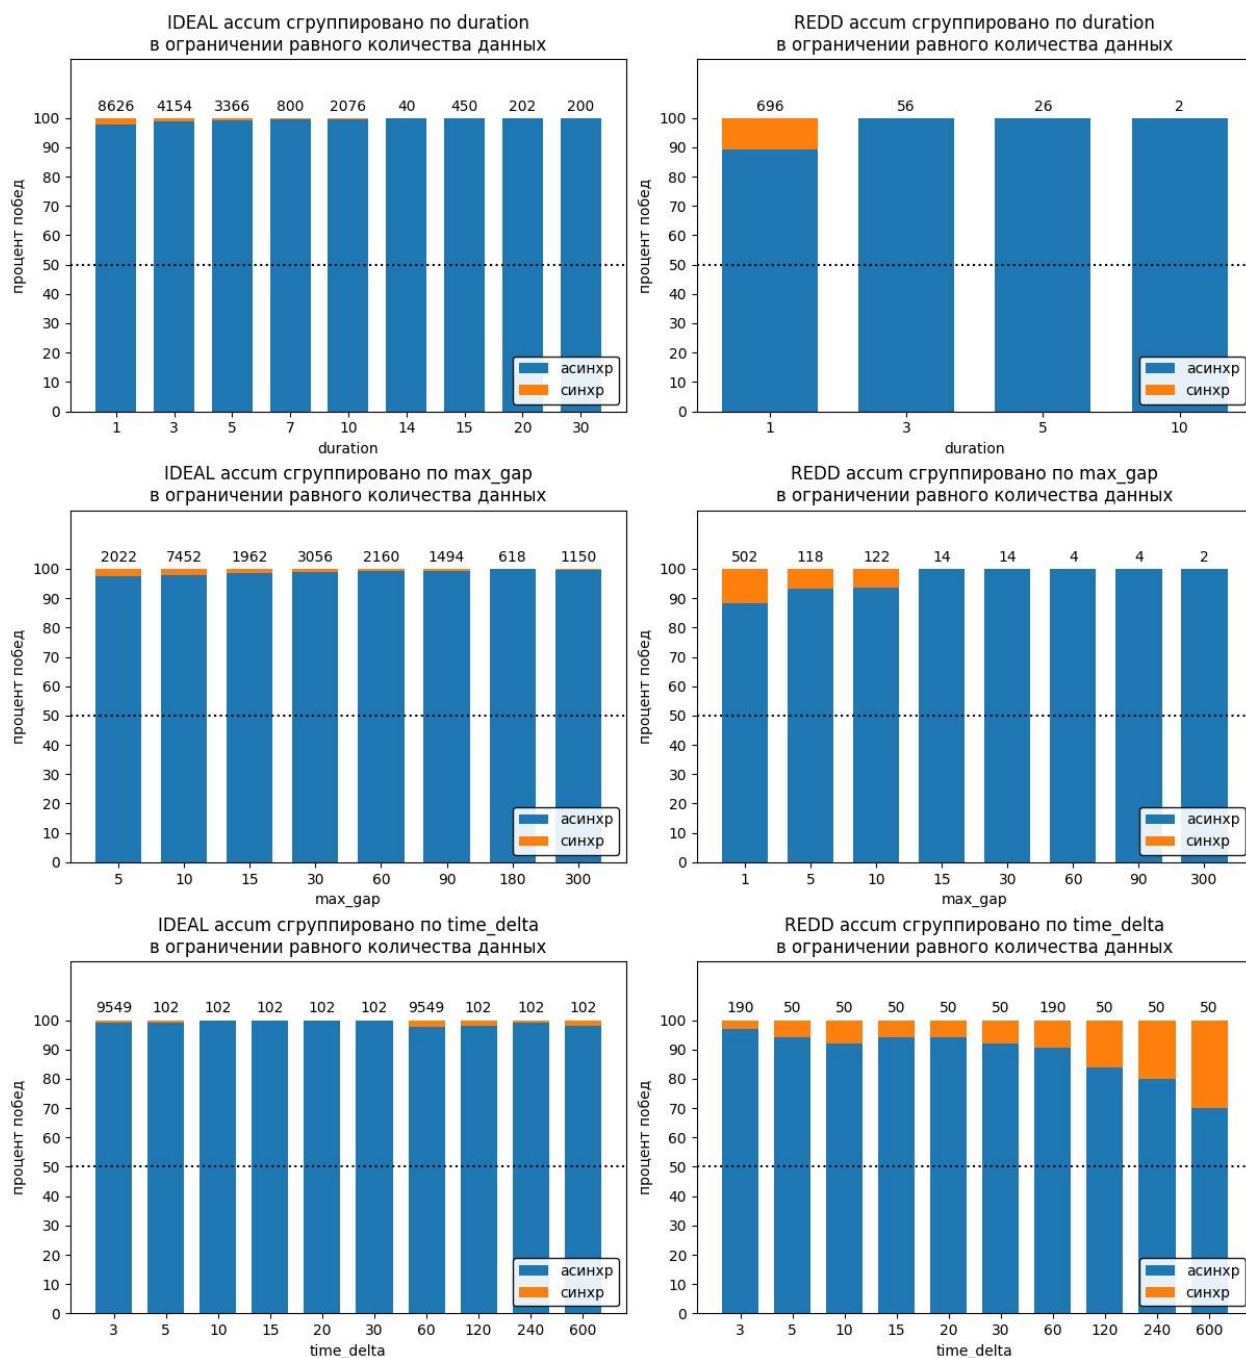 IDEAL accum сгруппировано по duration
в ограничении равного количества данных
8626 4154 3366 800 2076 40 450 202 200
100
90
80
70
60
50
40
30
20
10
0
процент побед
асинхр
синхр
1 3 5 7 10 14 15 20 30
duration
REDD accum сгруппировано по duration
в ограничении равного количества данных
696 56 26 2
100
90
80
70
60
50
40
30
20
10
0
процент побед
асинхр
синхр
1 3 5 10
duration
IDEAL accum сгруппировано по max_gap
в ограничении равного количества данных
2022 7452 1962 3056 2160 1494 618 1150
100
90
80
70
60
50
40
30
20
10
0
процент побед
асинхр
синхр
5 10 15 30 60 90 180 300
max_gap
REDD accum сгруппировано по max_gap
в ограничении равного количества данных
502 118 122 14 14 4 4 2
100
90
80
70
60
50
40
30
20
10
0
процент побед
асинхр
синхр
1 5 10 15 30 60 90 300
max_gap
IDEAL accum сгруппировано по time_delta
в ограничении равного количества данных
9549 102 102 102 102 102 9549 102 102 102
100
90
80
70
60
50
40
30
20
10
0
процент побед
асинхр
синхр
3 5 10 15 20 30 60 120 240 600
time_delta
REDD accum сгруппировано по time_delta
в ограничении равного количества данных
190 50 50 50 50 50 190 50 50 50
100
90
80
70
60
50
40
30
20
10
0
процент побед
асинхр
синхр
3 5 10 15 20 30 60 120 240 600
time_delta